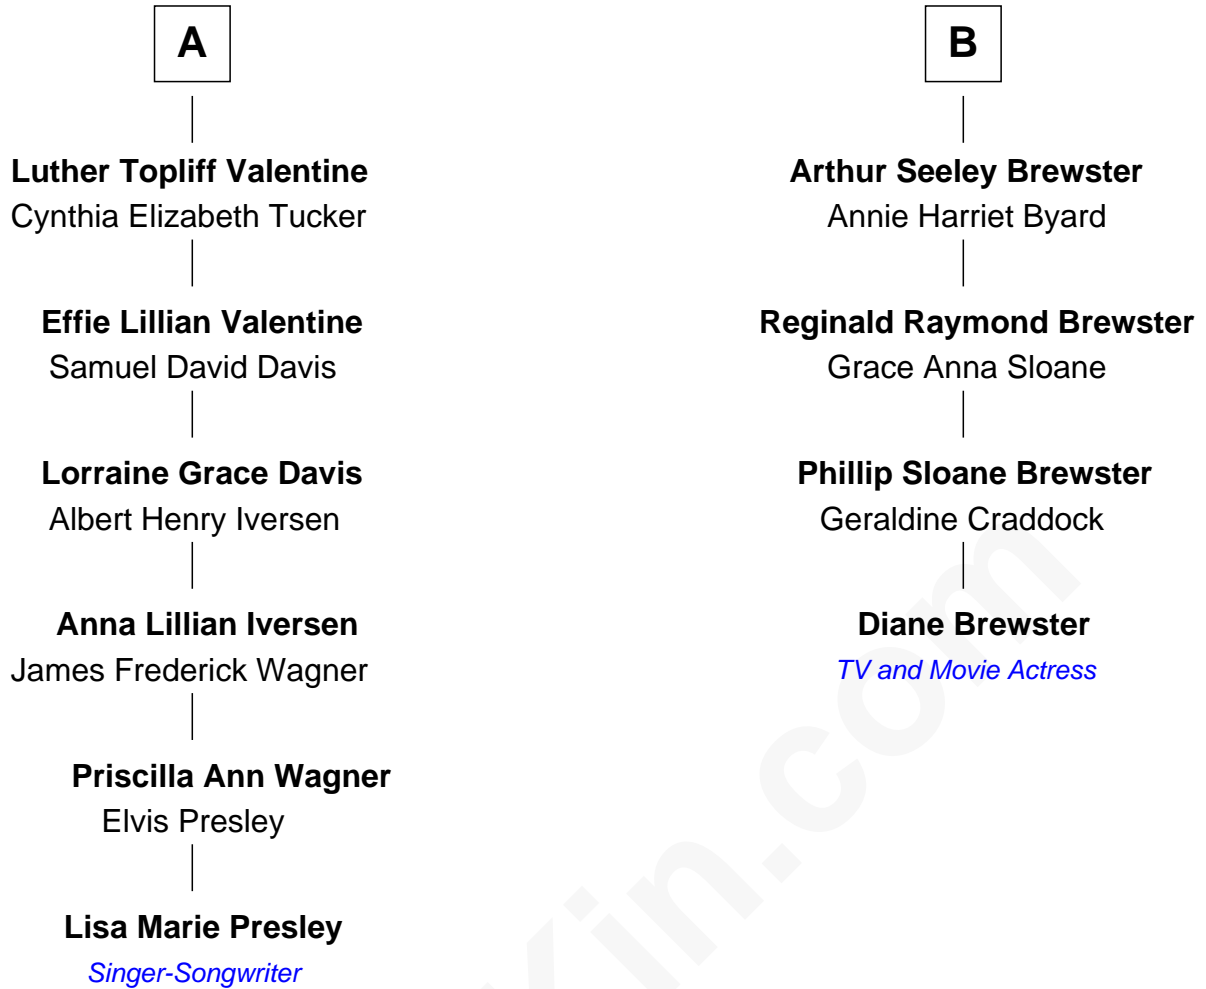 A
Luther Topliff Valentine
Cynthia Elizabeth Tucker
Effie Lillian Valentine
Samuel David Davis
Lorraine Grace Davis
Albert Henry Iversen
Anna Lillian Iversen
James Frederick Wagner
Priscilla Ann Wagner
Elvis Presley
Lisa Marie Presley
Singer-Songwriter
B
Arthur Seeley Brewster
Annie Harriet Byard
Reginald Raymond Brewster
Grace Anna Sloane
Phillip Sloane Brewster
Geraldine Craddock
Diane Brewster
TV and Movie Actress
Kin.com